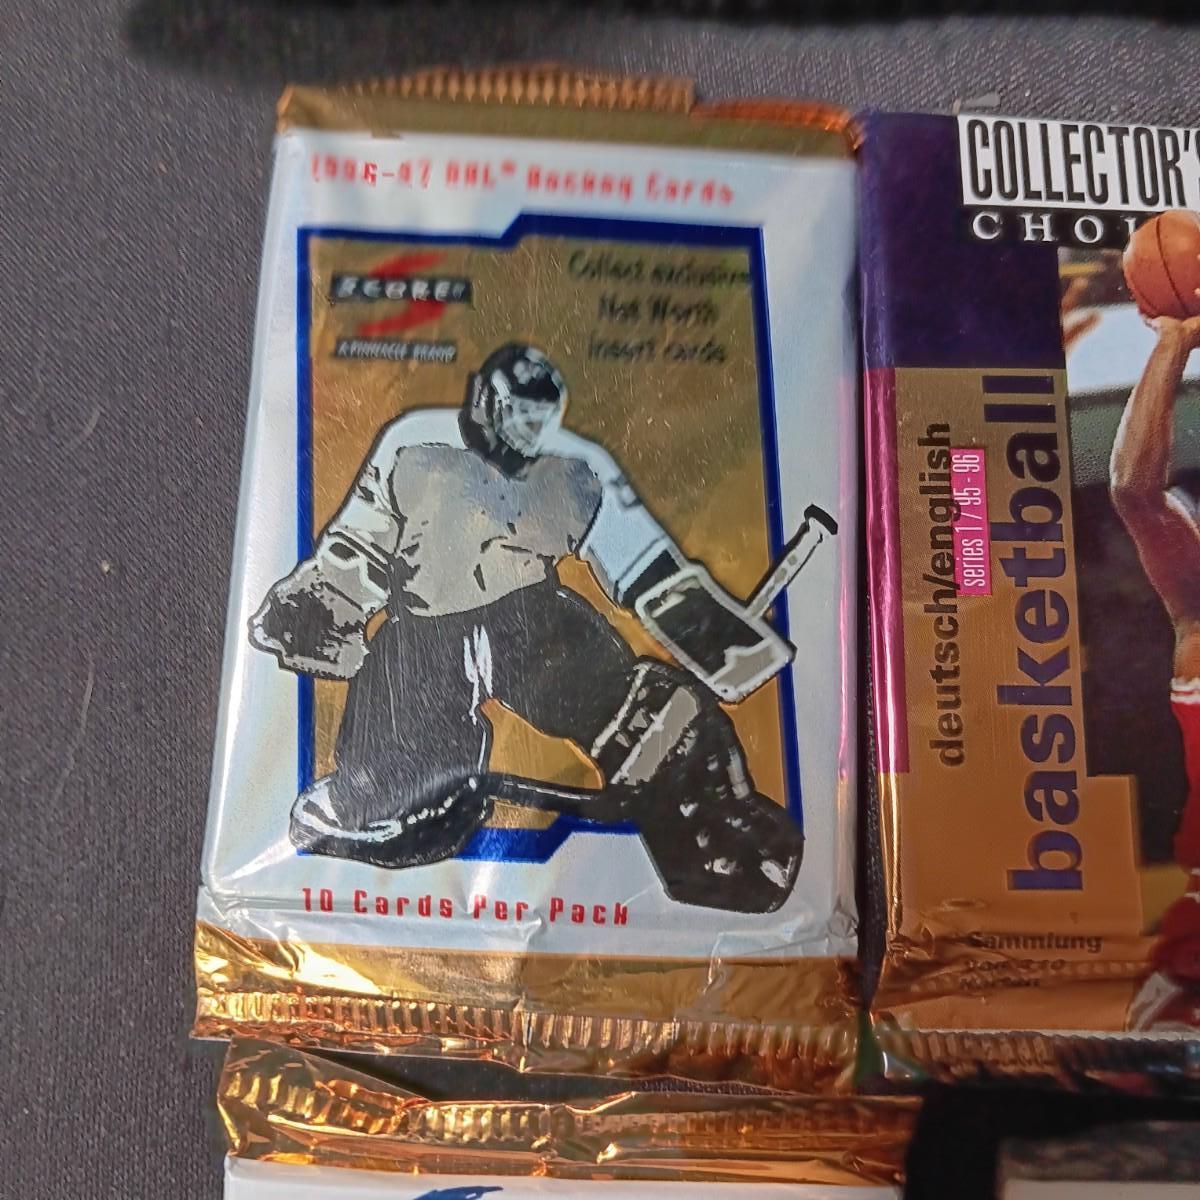 1996-97 NHL® Hockey Cards
SCORE
A PINNACLE BRAND
Collect exclusive
Net Worth
insert cards
10 Cards Per Pack
COLLECTOR'S
CHOI
deutsch/english
series 1 / 95 - 96
basketball
Sammlung